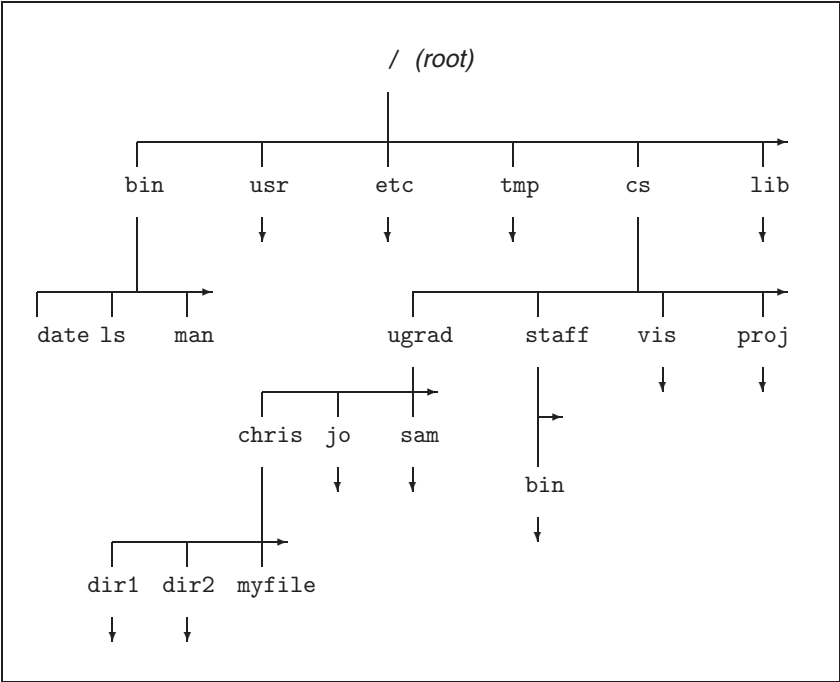 / (root)
bin usr etc tmp cs lib
date ls man ugrad staff vis proj
chris jo sam
bin
dir1 dir2 myfile